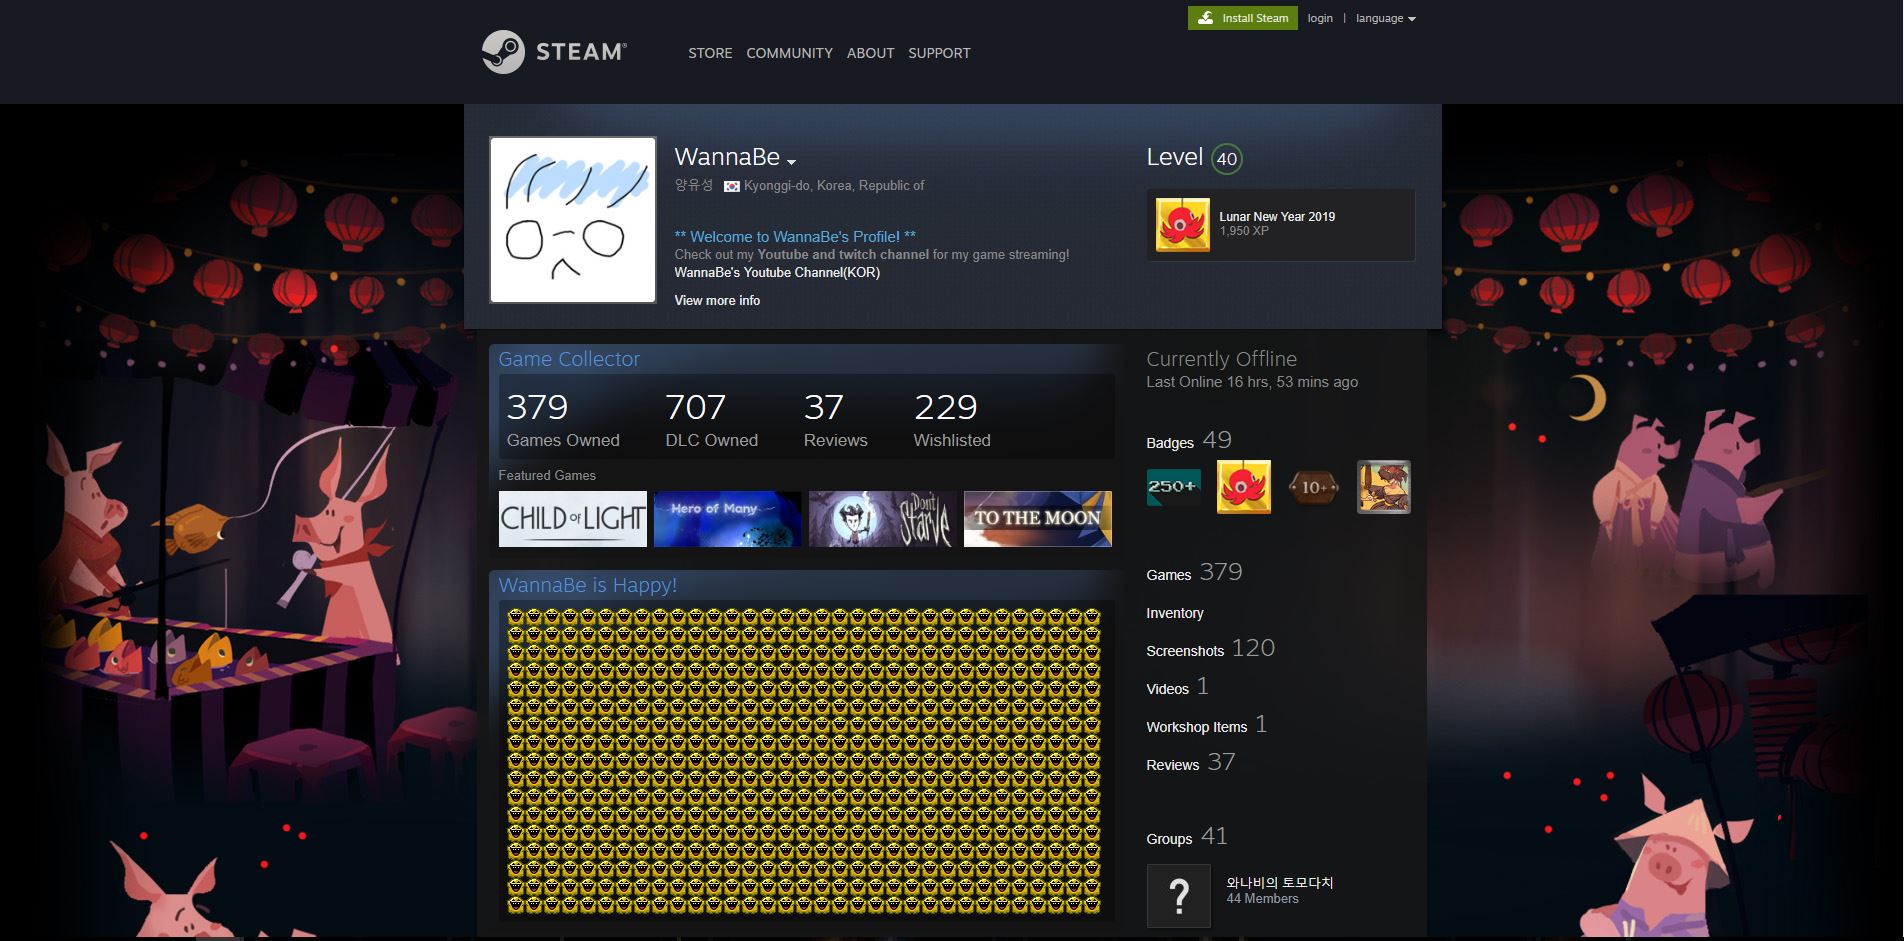 Install Steam login | language
STEAM®
STORE COMMUNITY ABOUT SUPPORT
WannaBe
양유성 Kyonggi-do, Korea, Republic of
** Welcome to WannaBe's Profile! **
Check out my Youtube and twitch channel for my game streaming!
WannaBe's Youtube Channel(KOR)
View more info
Level 40
Lunar New Year 2019
1,950 XP
Game Collector
379 707 37 229
Games Owned DLC Owned Reviews Wishlisted
Featured Games
CHILD OF LIGHT
Hero of Many
Don't
Starve
TO THE MOON
WannaBe is Happy!
Currently Offline
Last Online 16 hrs, 53 mins ago
Badges 49
250+
10+
Games 379
Inventory
Screenshots 120
Videos 1
Workshop Items 1
Reviews 37
Groups 41
?
와나비의 토모다치
44 Members